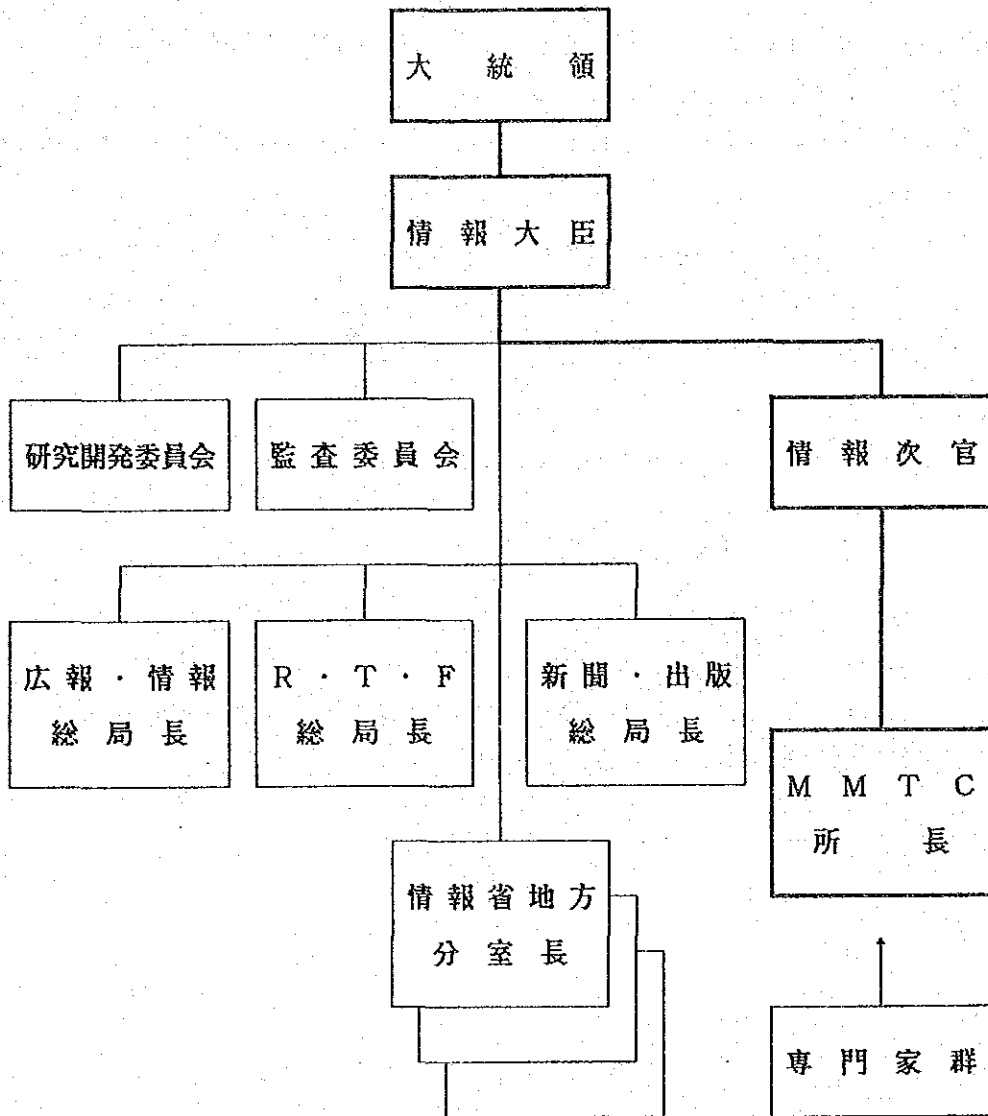 大統領
情報大臣
研究開発委員会
監査委員会
情報次官
広報・情報
総局長
R・T・F
総局長
新聞・出版
総局長
MMTC
所長
情報省地方
分室長
専門家群